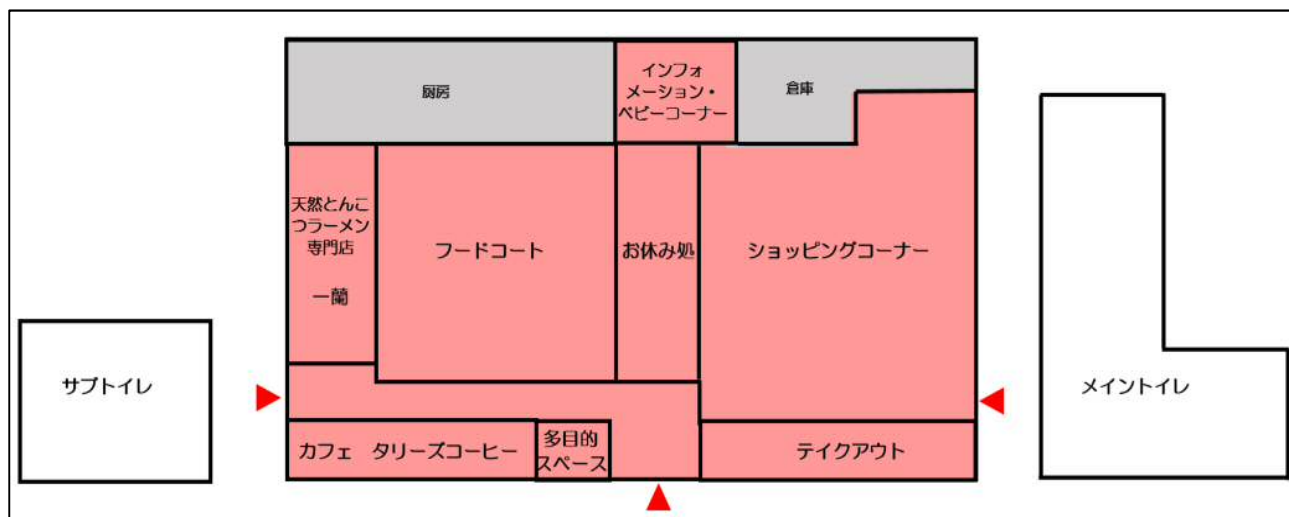 厨房
インフォ
メーション・
ベビーコーナー
倉庫
天然とんこ
つラーメン
専門店
一蘭
フードコート
お休み処
ショッピングコーナー
サブトイレ
メイントイレ
カフェ　タリーズコーヒー
多目的
スペース
テイクアウト